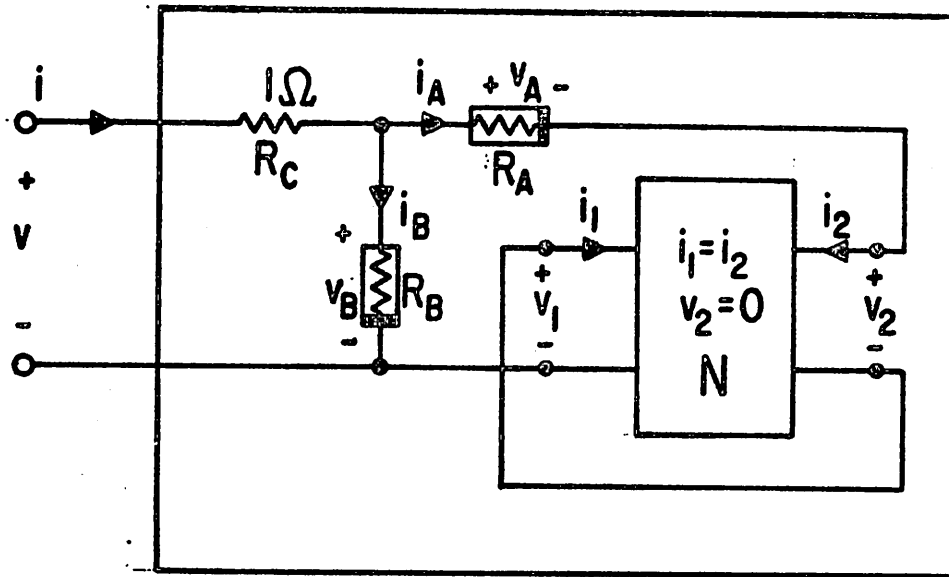 i
+
v
-
1Ω
R_C
i_A
+ v_A -
R_A
i_B
+
v_B
R_B
-
i_1
+
v_1
-
i_1=i_2
v_2=0
N
i_2
+
v_2
-